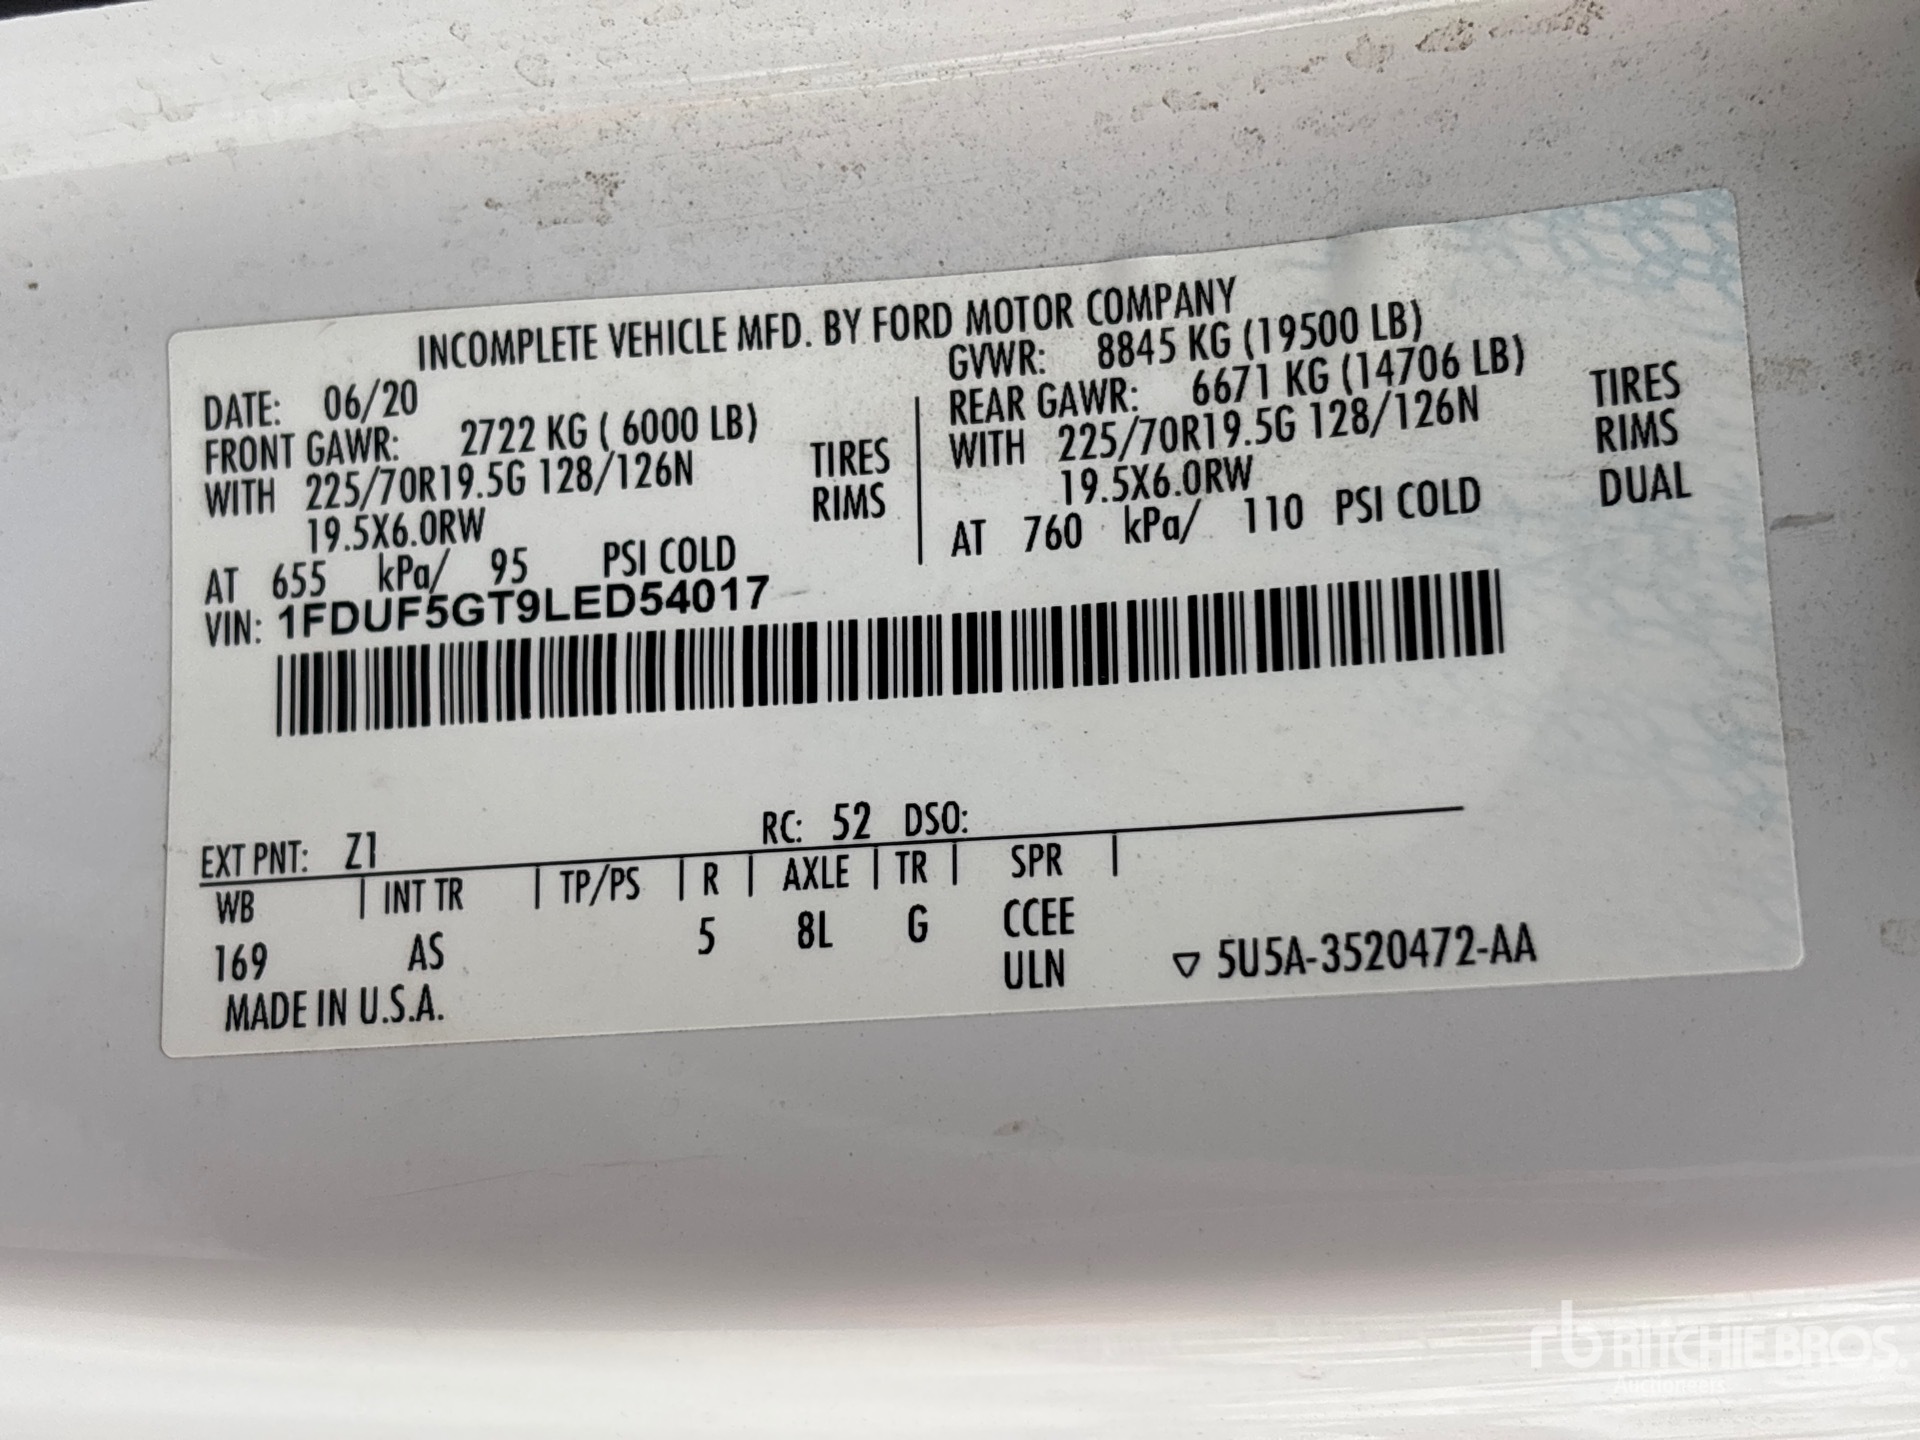 INCOMPLETE VEHICLE MFD. BY FORD MOTOR COMPANY
DATE: 06/20
FRONT GAWR: 2722 KG ( 6000 LB)
WITH 225/70R19.5G 128/126N TIRES
19.5X6.0RW RIMS
AT 655 kPa/ 95 PSI COLD
GVWR: 8845 KG (19500 LB)
REAR GAWR: 6671 KG (14706 LB)
WITH 225/70R19.5G 128/126N TIRES
19.5X6.0RW RIMS
AT 760 kPa/ 110 PSI COLD DUAL
VIN: 1FDUF5GT9LED54017
EXT PNT: Z1 RC: 52 DSO:
WB | INT TR | TP/PS | R | AXLE | TR | SPR |
169 AS 5 8L G CCEE
ULN ▽ 5U5A-3520472-AA
MADE IN U.S.A.
rb RITCHIE BROS.
Auctioneers